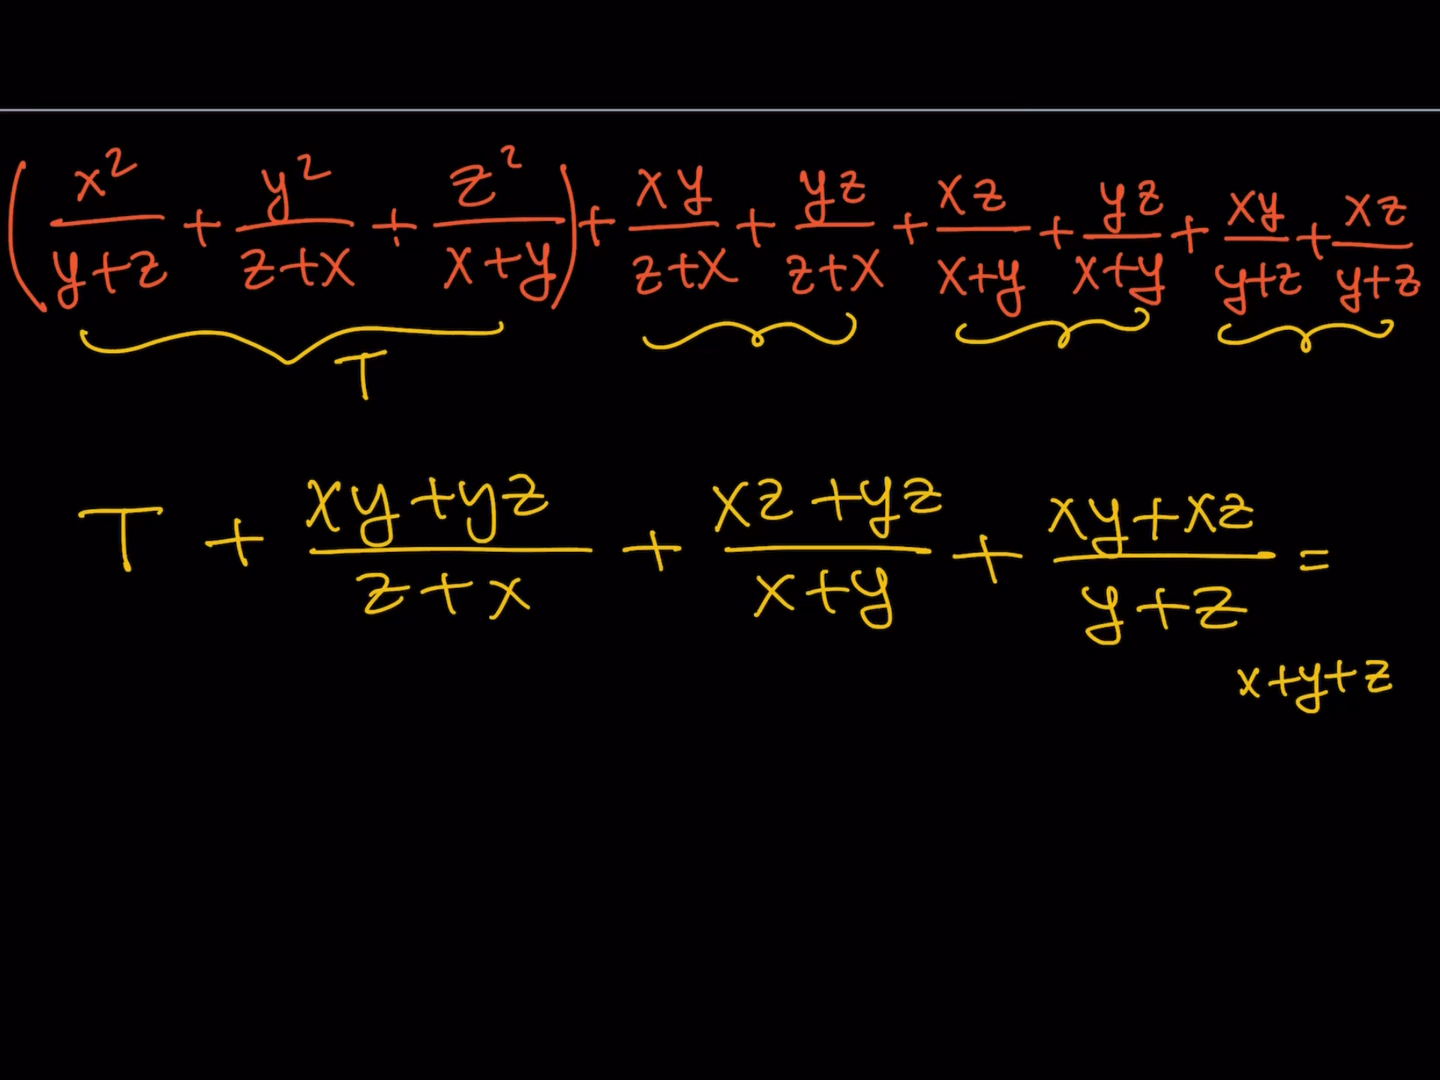 (x²/(y+z) + y²/(z+x) + z²/(x+y)) + xy/(z+x) + yz/(z+x) + xz/(x+y) + yz/(x+y) + xy/(y+z) + xz/(y+z)
T
T + (xy+yz)/(z+x) + (xz+yz)/(x+y) + (xy+xz)/(y+z) =
x+y+z